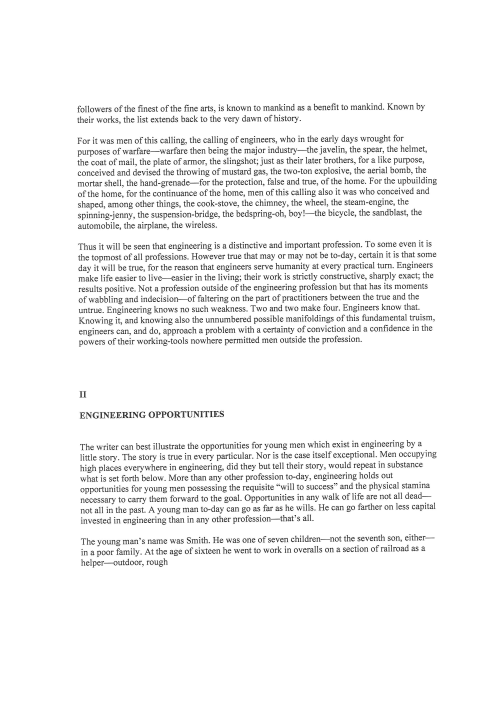 followers of the finest of the fine arts, is known to mankind as a benefit to mankind. Known by
their works, the list extends back to the very dawn of history.
For it was men of this calling, the calling of engineers, who in the early days wrought for
purposes of warfare—warfare then being the major industry—the javelin, the spear, the helmet,
the coat of mail, the plate of armor, the slingshot; just as their later brothers, for a like purpose,
conceived and devised the throwing of mustard gas, the two-ton explosive, the aerial bomb, the
mortar shell, the hand-grenade—for the protection, false and true, of the home. For the upbuilding
of the home, for the continuance of the home, men of this calling also it was who conceived and
shaped, among other things, the cook-stove, the chimney, the wheel, the steam-engine, the
spinning-jenny, the suspension-bridge, the bedspring-oh, boy!—the bicycle, the sandblast, the
automobile, the airplane, the wireless.
Thus it will be seen that engineering is a distinctive and important profession. To some even it is
the topmost of all professions. However true that may or may not be to-day, certain it is that some
day it will be true, for the reason that engineers serve humanity at every practical turn. Engineers
make life easier to live—easier in the living; their work is strictly constructive, sharply exact; the
results positive. Not a profession outside of the engineering profession but that has its moments
of wabbling and indecision—of faltering on the part of practitioners between the true and the
untrue. Engineering knows no such weakness. Two and two make four. Engineers know that.
Knowing it, and knowing also the unnumbered possible manifoldings of this fundamental truism,
engineers can, and do, approach a problem with a certainty of conviction and a confidence in the
powers of their working-tools nowhere permitted men outside the profession.
II
ENGINEERING OPPORTUNITIES
The writer can best illustrate the opportunities for young men which exist in engineering by a
little story. The story is true in every particular. Nor is the case itself exceptional. Men occupying
high places everywhere in engineering, did they but tell their story, would repeat in substance
what is set forth below. More than any other profession to-day, engineering holds out
opportunities for young men possessing the requisite “will to success” and the physical stamina
necessary to carry them forward to the goal. Opportunities in any walk of life are not all dead—
not all in the past. A young man to-day can go as far as he wills. He can go farther on less capital
invested in engineering than in any other profession—that’s all.
The young man’s name was Smith. He was one of seven children—not the seventh son, either—
in a poor family. At the age of sixteen he went to work in overalls on a section of railroad as a
helper—outdoor, rough